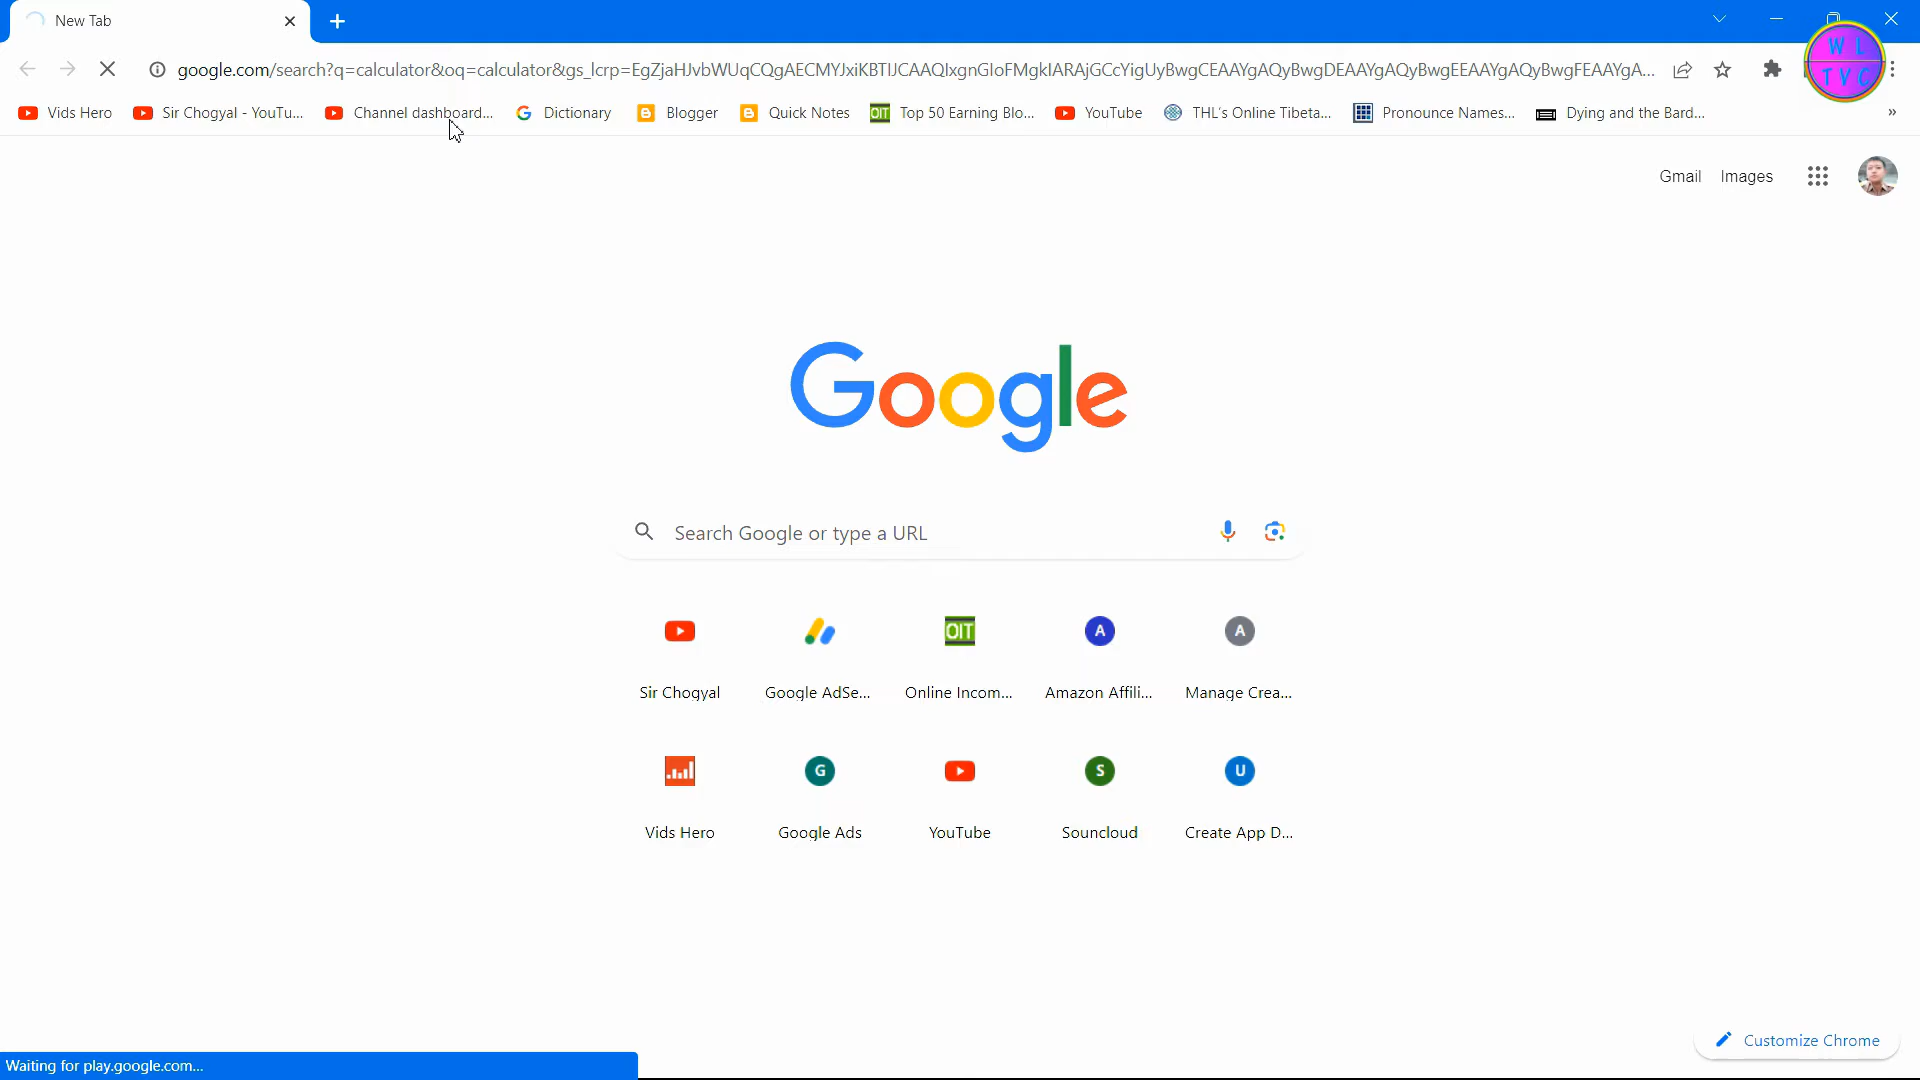 New Tab
google.com/search?q=calculator&oq=calculator&gs_lcrp=EgZjaHJvbWUqCQgAECMYJxiKBTIJCAAQIxgnGIoFMgkIARAjGCcYigUyBwgCEAAYgAQyBwgDEAAYgAQyBwgEEAAYgAQyBwgFEAAYgA...
W L
T V C
Vids Hero
Sir Chogyal - YouTu...
Channel dashboard...
Dictionary
Blogger
Quick Notes
OIT
Top 50 Earning Blo...
YouTube
THL's Online Tibeta...
Pronounce Names...
Dying and the Bard...
Gmail
Images
Google
Search Google or type a URL
OIT
A
A
Sir Chogyal
Google AdSe...
Online Incom...
Amazon Affili...
Manage Crea...
G
S
U
Vids Hero
Google Ads
YouTube
Souncloud
Create App D...
Customize Chrome
Waiting for play.google.com...